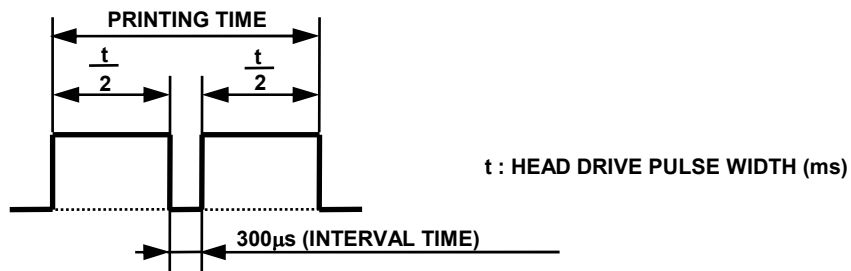 PRINTING TIME
t
2
t
2
t : HEAD DRIVE PULSE WIDTH (ms)
300µs (INTERVAL TIME)